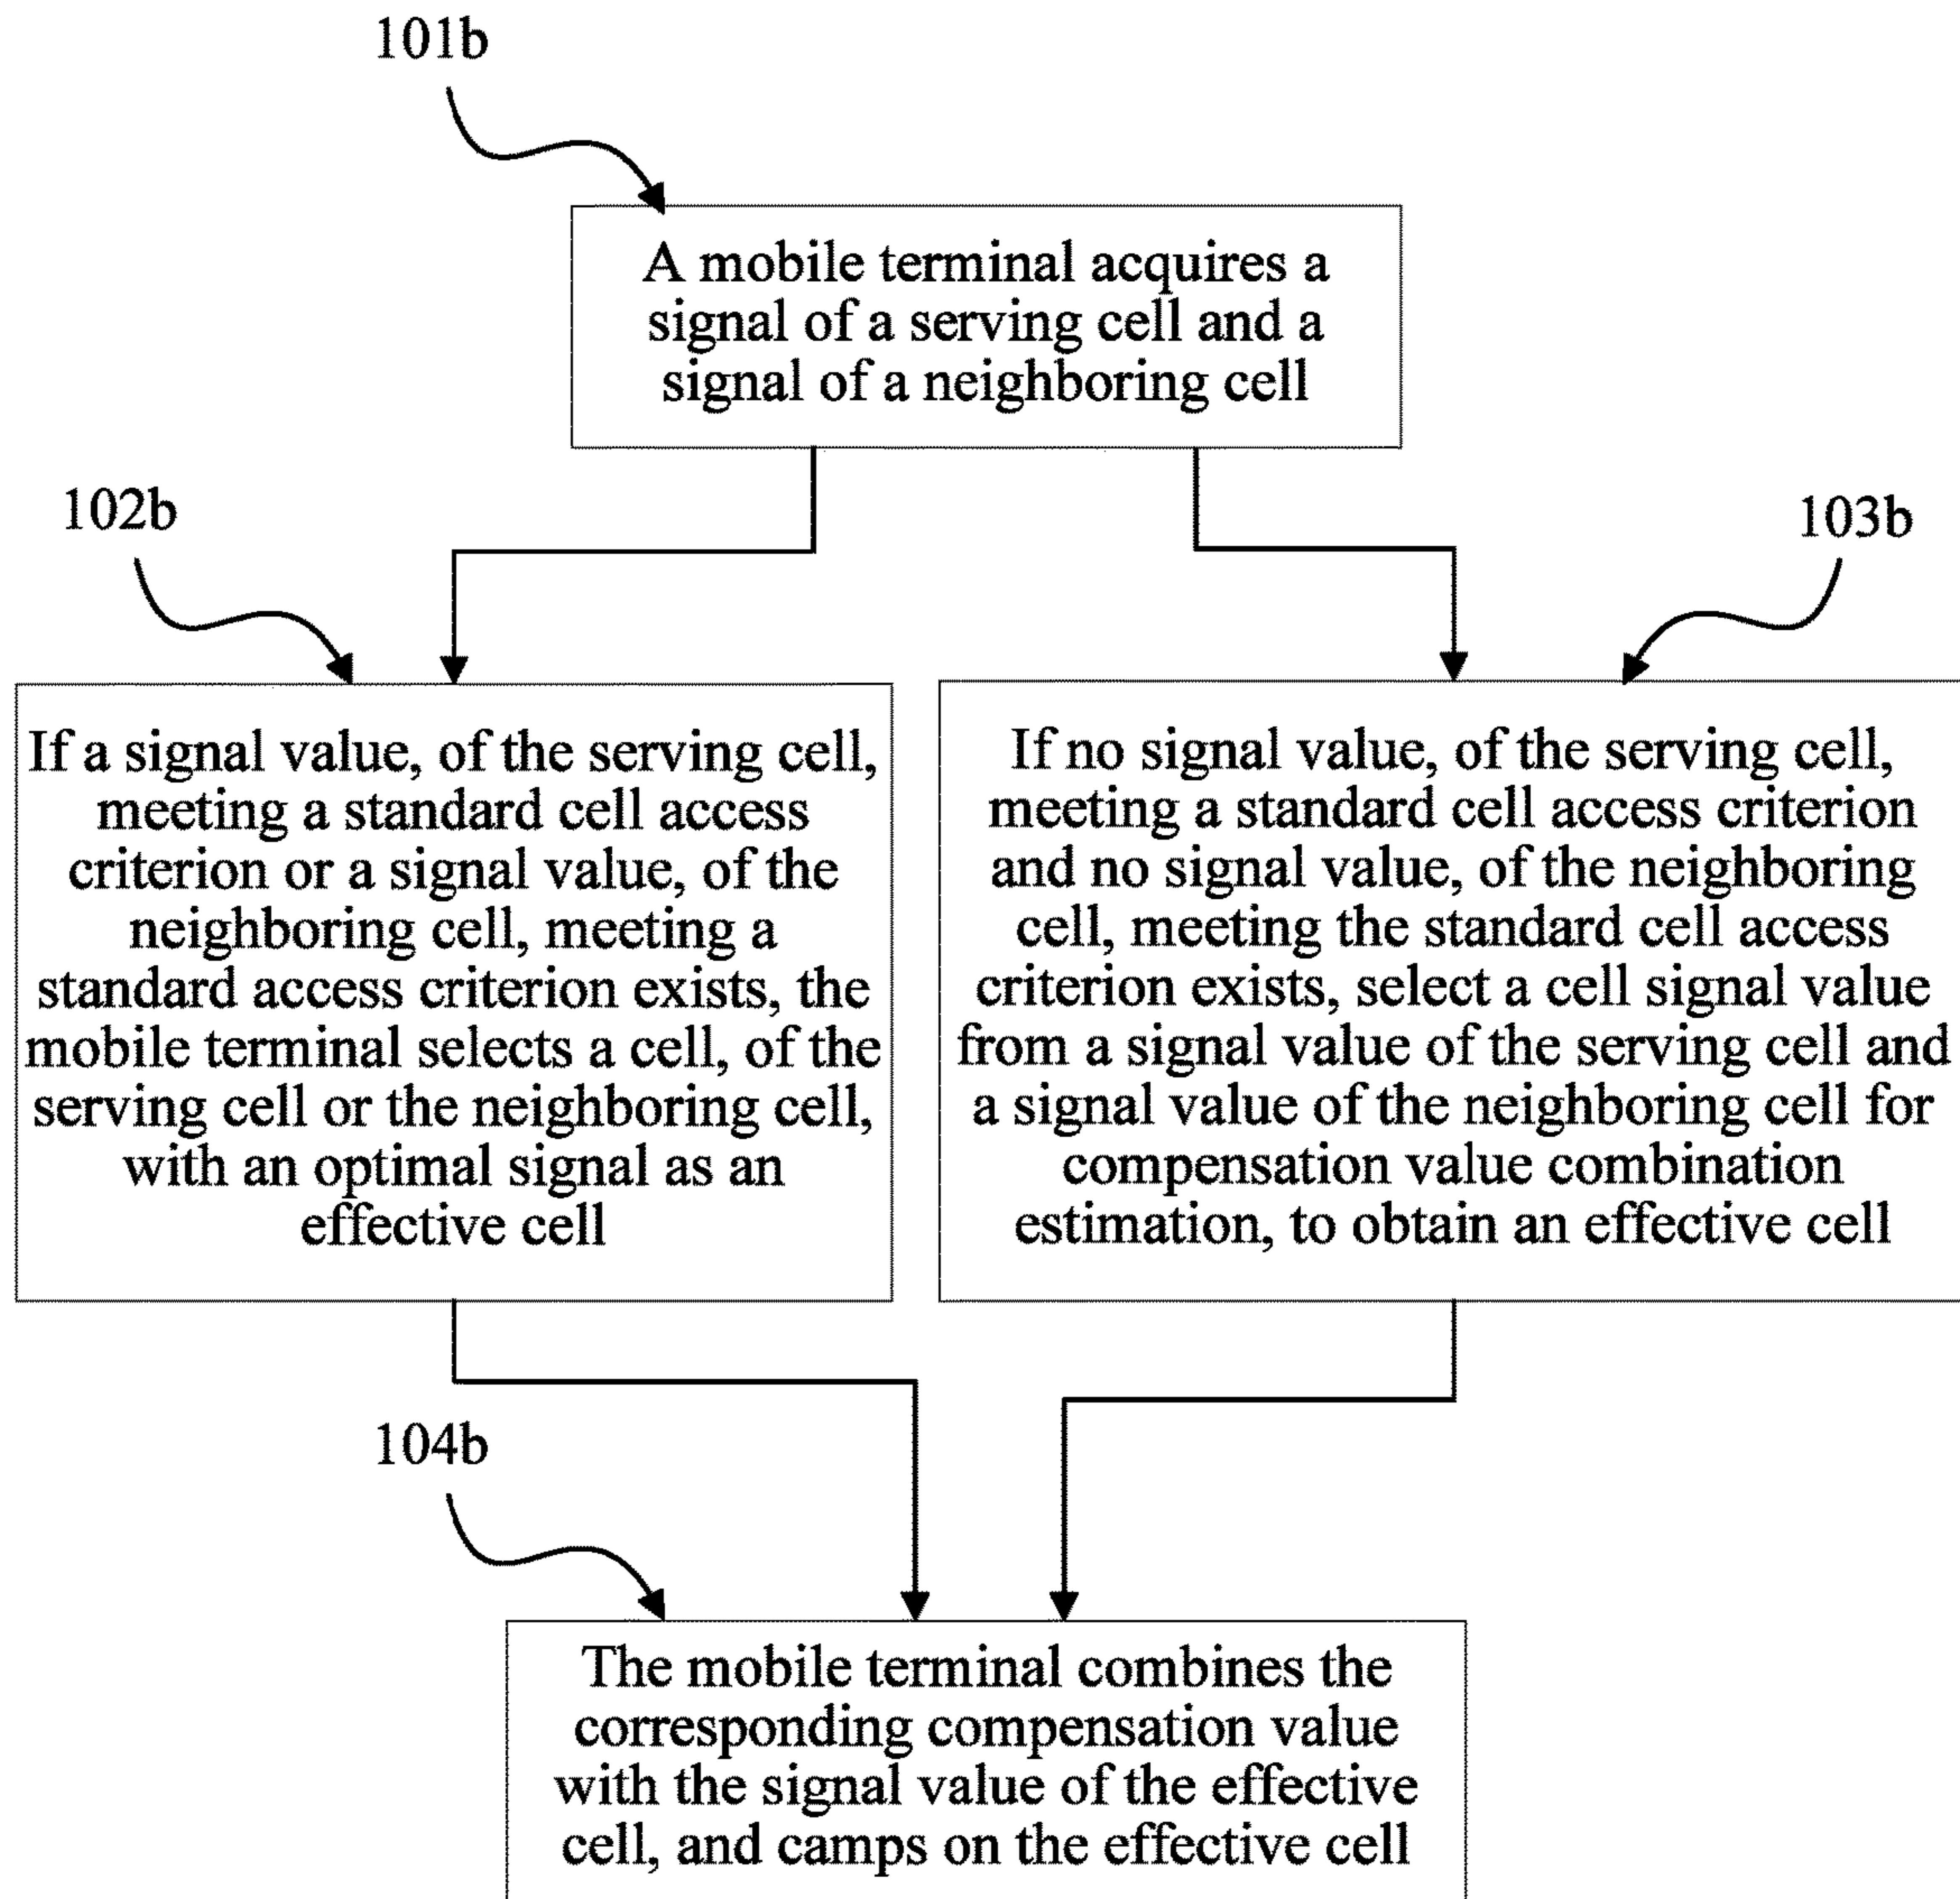 101b
A mobile terminal acquires a
signal of a serving cell and a
signal of a neighboring cell
102b
103b
If a signal value, of the serving cell,
meeting a standard cell access
criterion or a signal value, of the
neighboring cell, meeting a
standard access criterion exists, the
mobile terminal selects a cell, of the
serving cell or the neighboring cell,
with an optimal signal as an
effective cell
If no signal value, of the serving cell,
meeting a standard cell access criterion
and no signal value, of the neighboring
cell, meeting the standard cell access
criterion exists, select a cell signal value
from a signal value of the serving cell and
a signal value of the neighboring cell for
compensation value combination
estimation, to obtain an effective cell
104b
The mobile terminal combines the
corresponding compensation value
with the signal value of the effective
cell, and camps on the effective cell